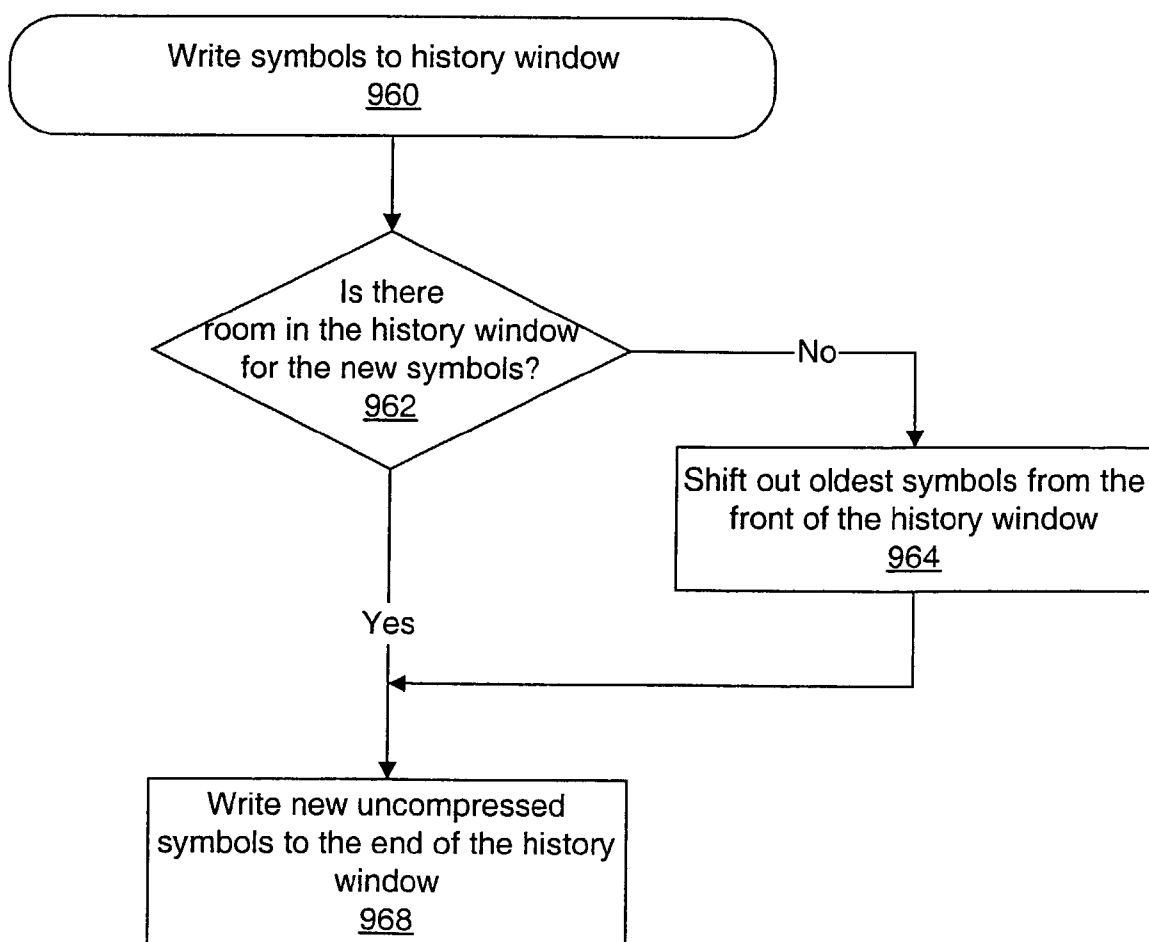 Write symbols to history window
960
Is there
room in the history window
for the new symbols?
962
No
Shift out oldest symbols from the
front of the history window
964
Yes
Write new uncompressed
symbols to the end of the history
window
968